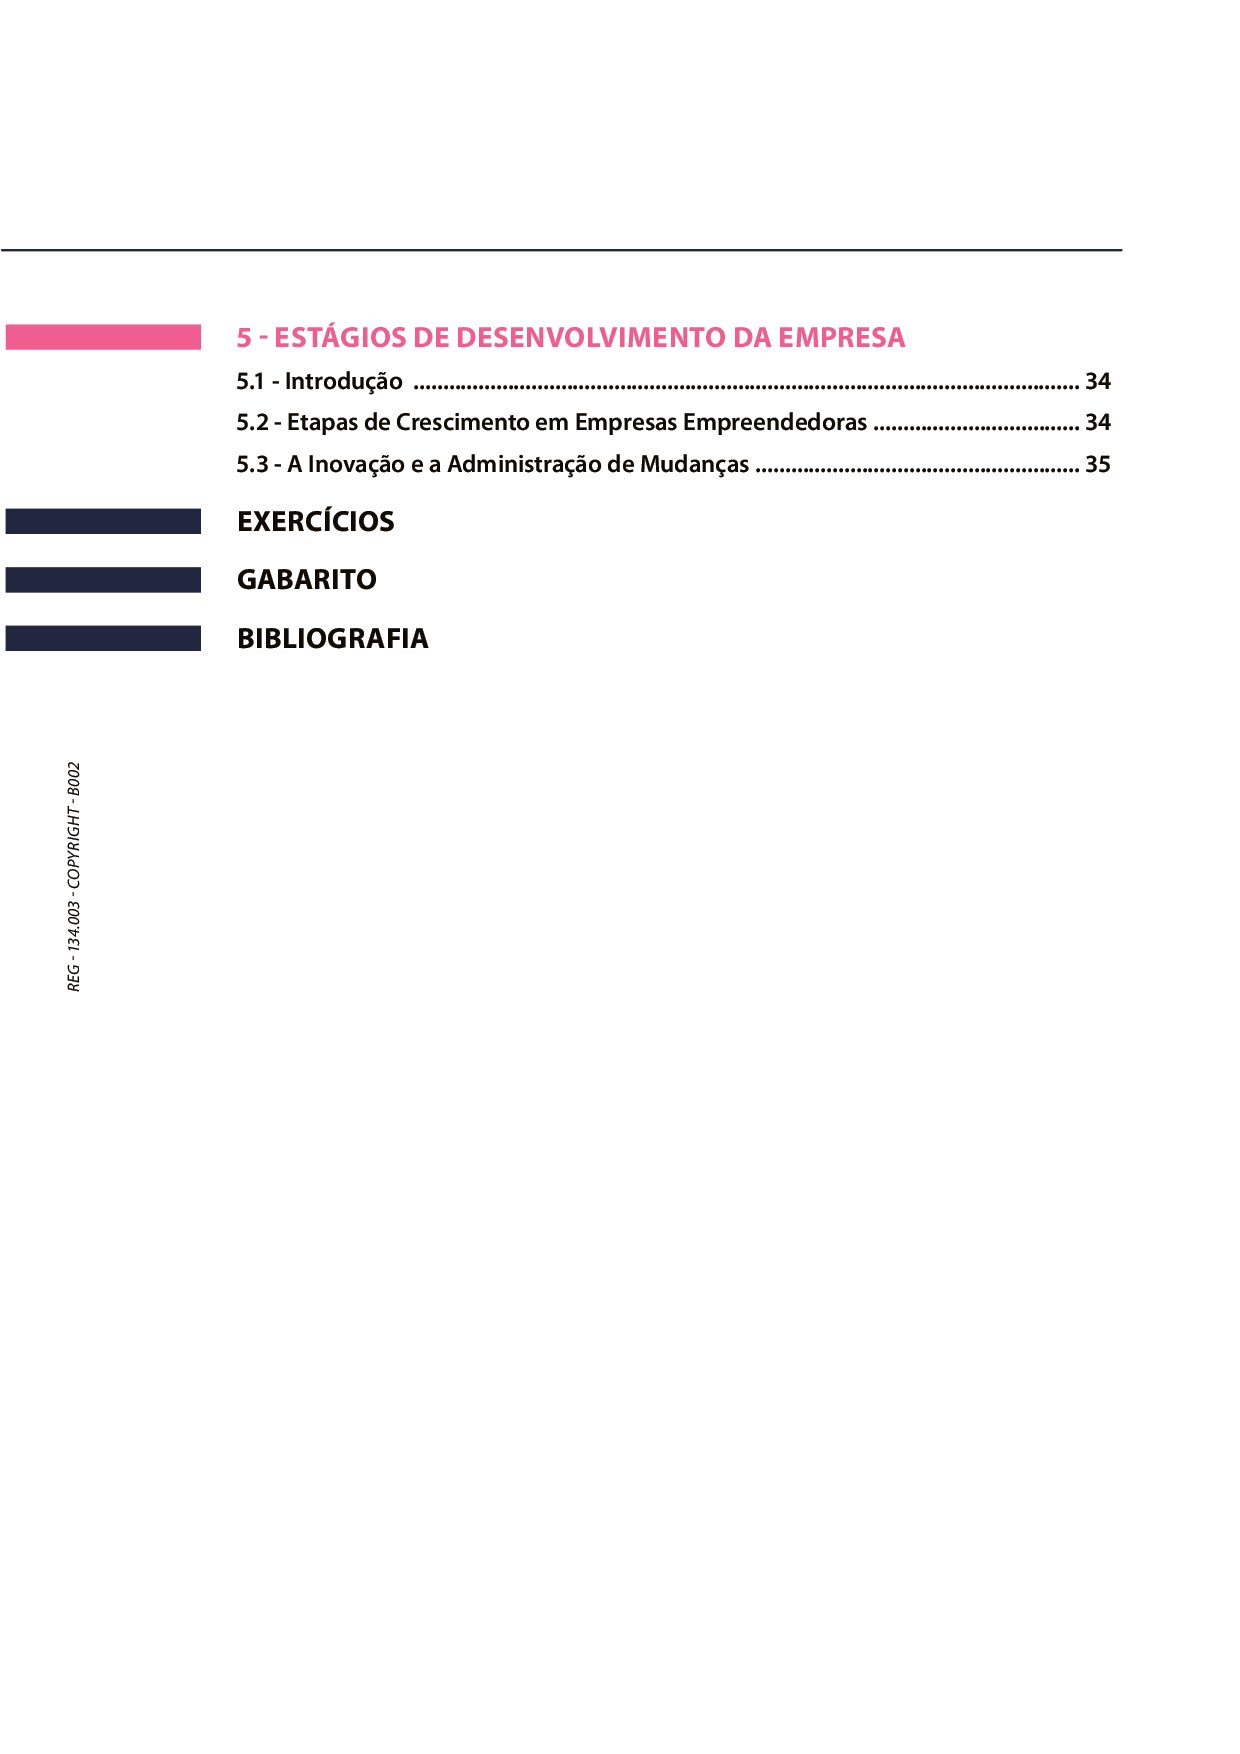 5 - ESTÁGIOS DE DESENVOLVIMENTO DA EMPRESA
5.1 - Introdução ................................................................................................................. 34
5.2 - Etapas de Crescimento em Empresas Empreendedoras ................................... 34
5.3 - A Inovação e a Administração de Mudanças ....................................................... 35
EXERCÍCIOS
GABARITO
BIBLIOGRAFIA
REG - 134.003 - COPYRIGHT - B002